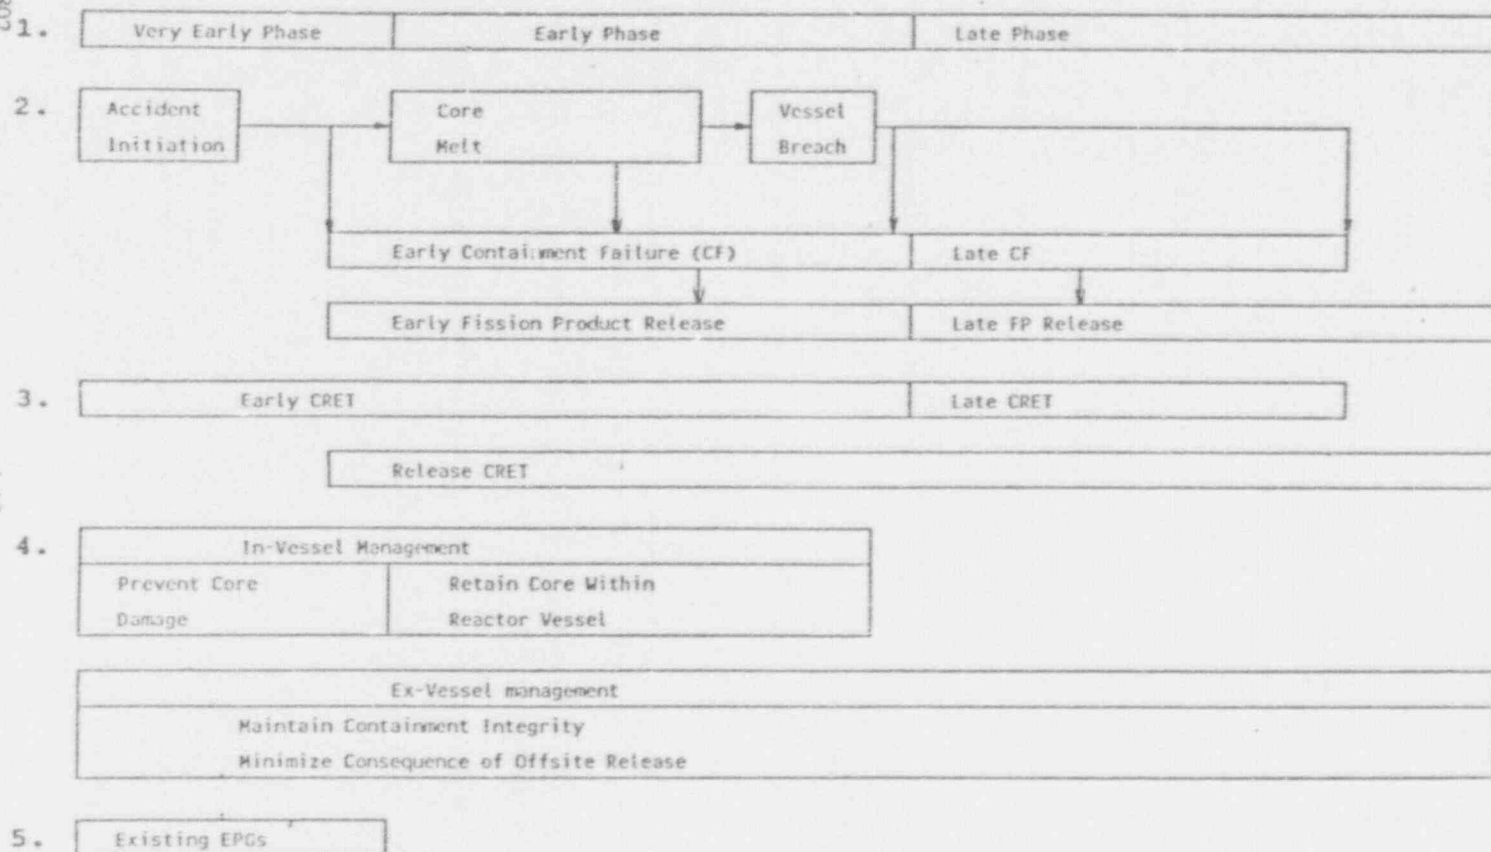 1. Very Early Phase Early Phase Late Phase
2. Accident Core Vessel
Initiation Melt Breach
Early Containment Failure (CF) Late CF
Early Fission Product Release Late FP Release
3. Early CRET Late CRET
Release CRET
4. In-Vessel Management
Prevent Core Retain Core Within
Damage Reactor Vessel
Ex-Vessel management
Maintain Containment Integrity
Minimize Consequence of Offsite Release
5. Existing EPGs